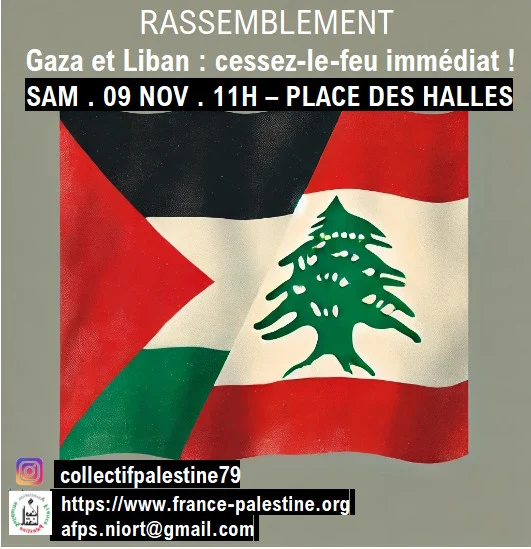 RASSEMBLEMENT
Gaza et Liban : cessez-le-feu immédiat !
SAM . 09 NOV . 11H – PLACE DES HALLES
collectifpalestine79
https://www.france-palestine.org
afps.niort@gmail.com